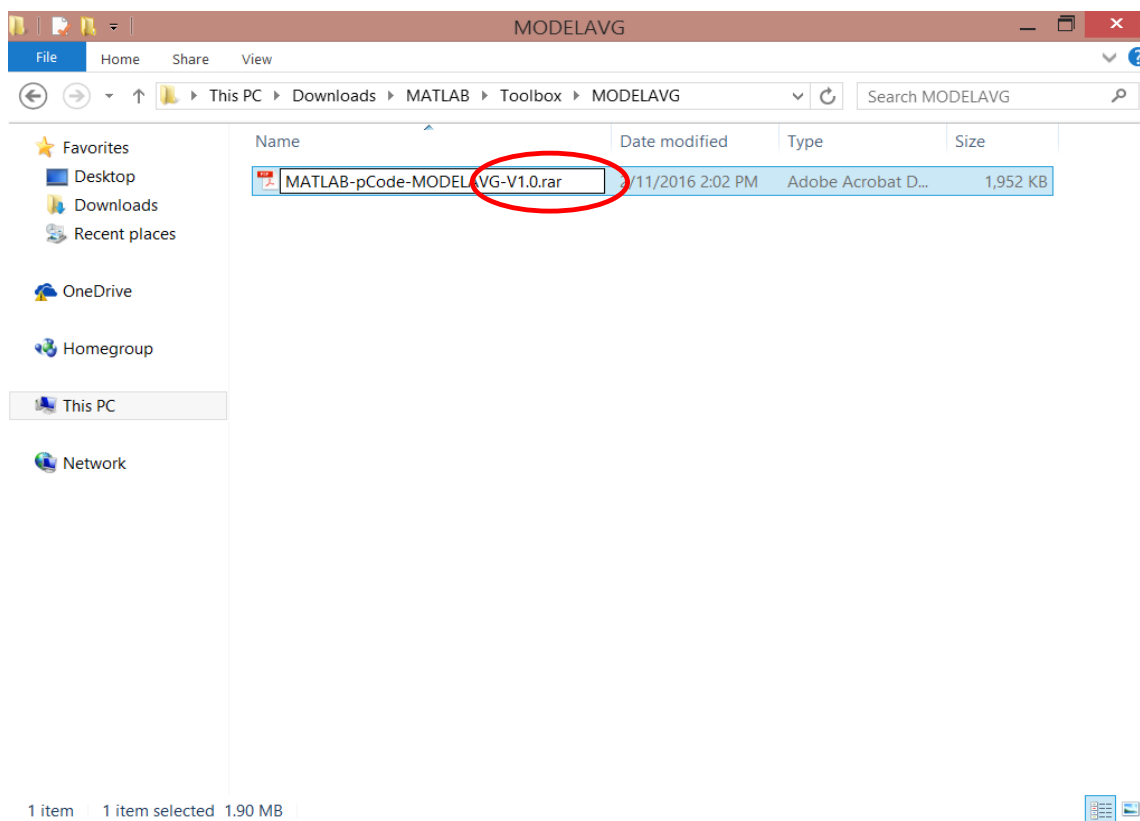 MODELAVG
File Home Share View
This PC Downloads MATLAB Toolbox MODELAVG Search MODELAVG
Name Date modified Type Size
Favorites
MATLAB-pCode-MODELAVG-V1.0.rar 2/11/2016 2:02 PM Adobe Acrobat D... 1,952 KB
Desktop
Downloads
Recent places
OneDrive
Homegroup
This PC
Network
1 item 1 item selected 1.90 MB